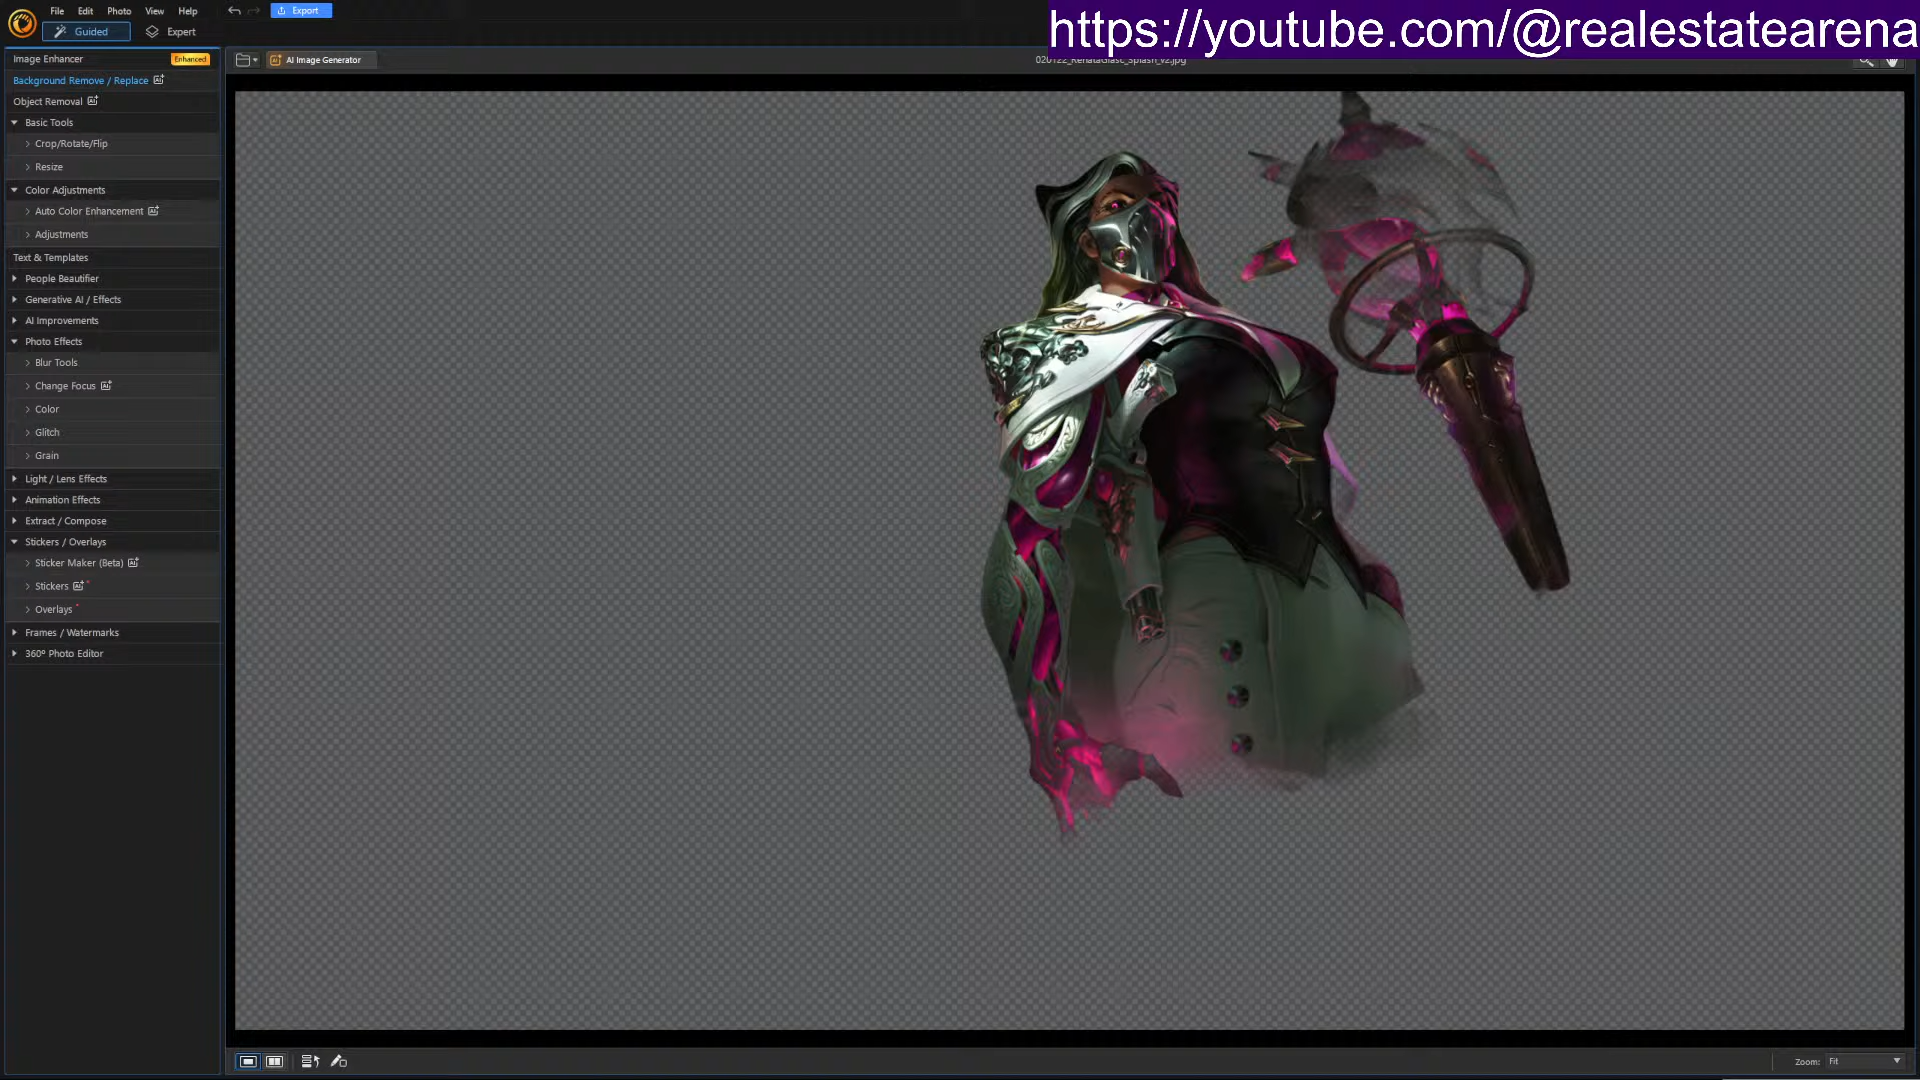 File Edit Photo View Help
Export
https://youtube.com/@realestatearena
Guided
Expert
Image Enhancer
Enhanced
AI Image Generator
020122_RenataGlasc_Splash_v2.jpg
Background Remove / Replace
Object Removal
Basic Tools
Crop/Rotate/Flip
Resize
Color Adjustments
Auto Color Enhancement
Adjustments
Text & Templates
People Beautifier
Generative AI / Effects
AI Improvements
Photo Effects
Blur Tools
Change Focus
Color
Glitch
Grain
Light / Lens Effects
Animation Effects
Extract / Compose
Stickers / Overlays
Sticker Maker (Beta)
Stickers
Overlays
Frames / Watermarks
360º Photo Editor
Zoom: Fit